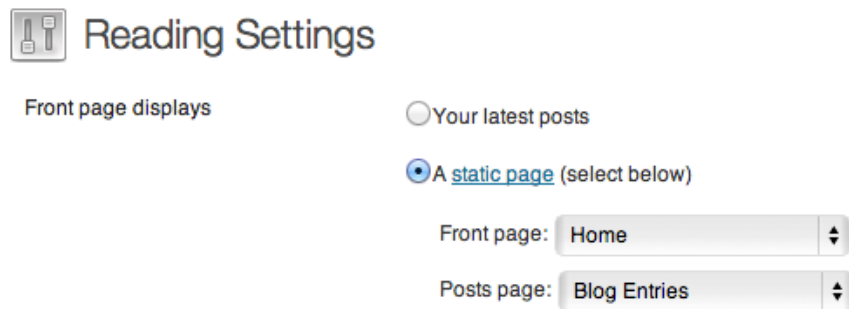 Reading Settings
Front page displays
Your latest posts
A static page (select below)
Front page: Home
Posts page: Blog Entries